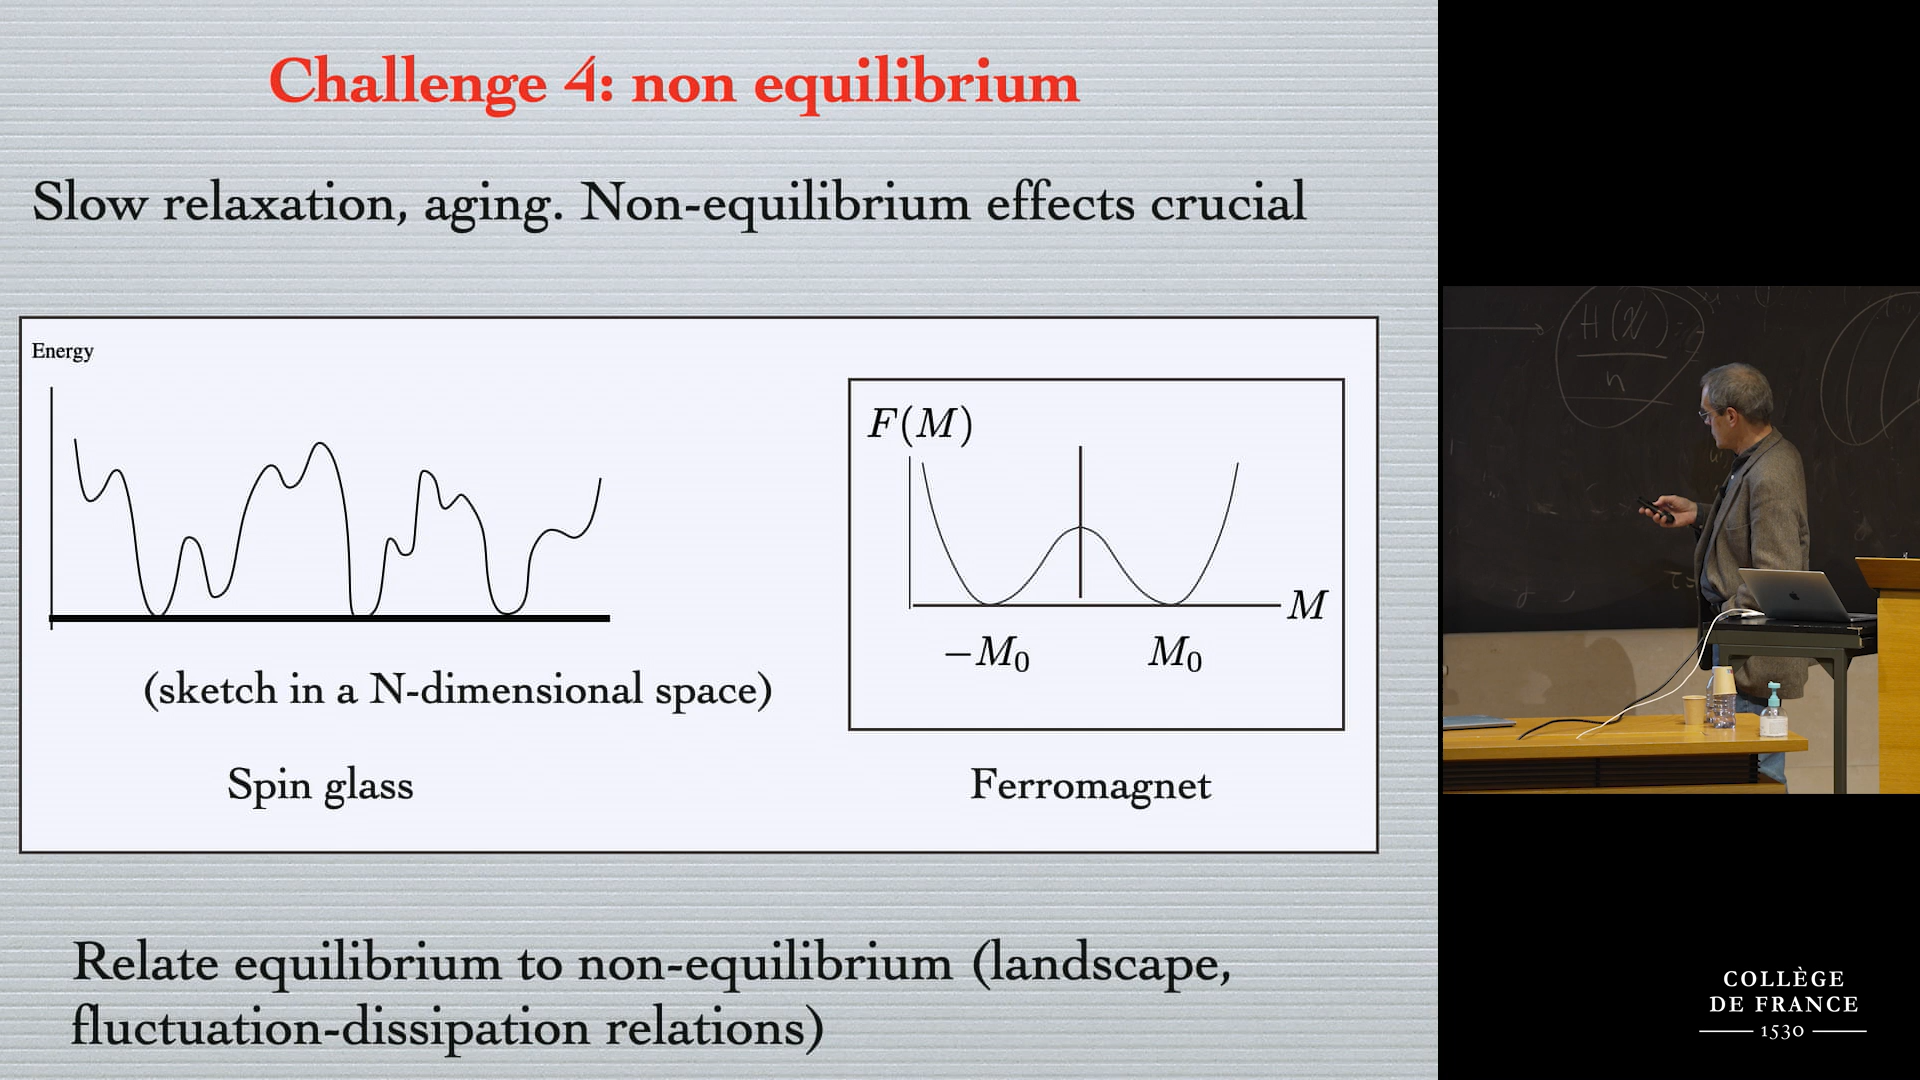 Challenge 4: non equilibrium
Slow relaxation, aging. Non-equilibrium effects crucial
Energy
F(M)
M
−M₀
M₀
(sketch in a N-dimensional space)
Spin glass
Ferromagnet
Relate equilibrium to non-equilibrium (landscape,
fluctuation-dissipation relations)
H(X)
n
COLLÈGE
DE FRANCE
1530